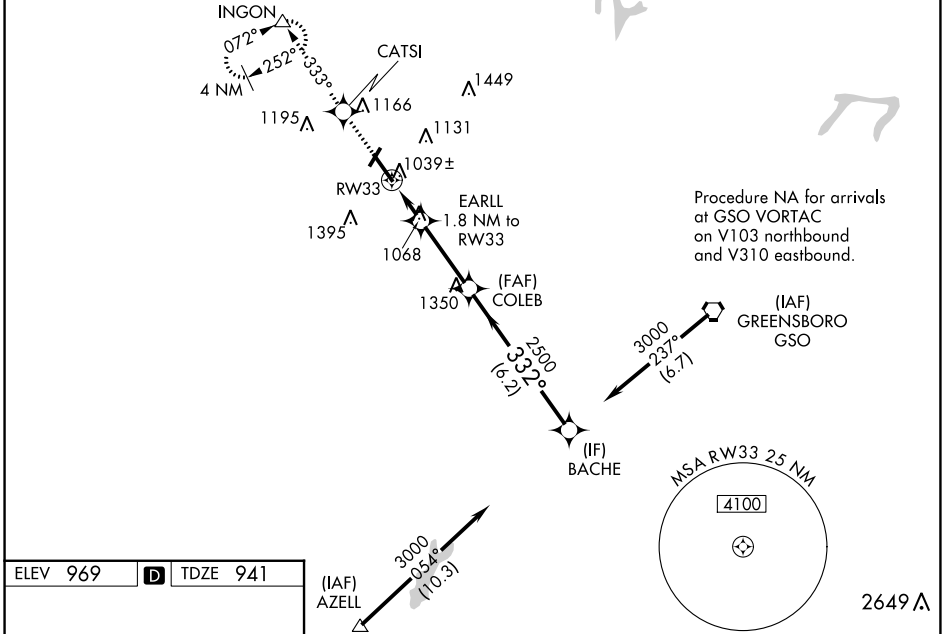 INGON
072°
252°
333°
4 NM
CATSI
1449
1166
1195
1131
1039±
RW33
EARLL
1.8 NM to
RW33
1395
1068
Procedure NA for arrivals
at GSO VORTAC
on V103 northbound
and V310 eastbound.
(FAF)
COLEB
1350
(IAF)
GREENSBORO
GSO
3000
237°
(6.7)
2500
332°
(6.2)
(IF)
BACHE
MSA RW33 25 NM
4100
3000
054°
(10.3)
(IAF)
AZELL
ELEV 969 D TDZE 941
2649